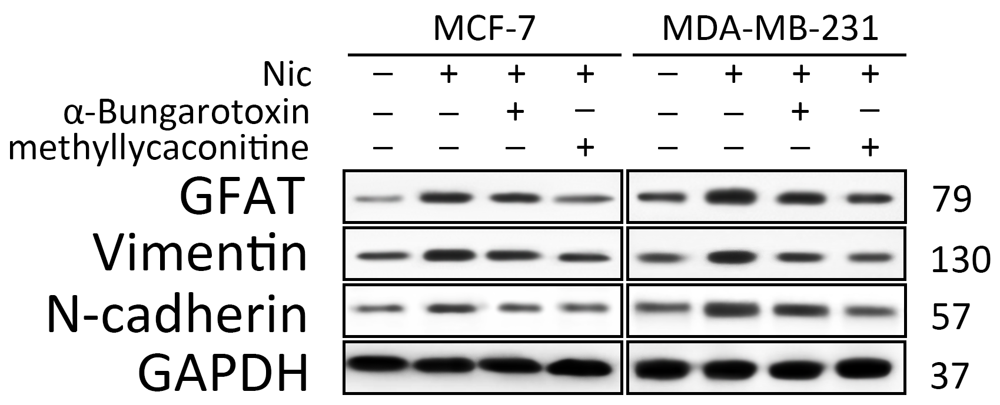 MCF-7 MDA-MB-231
Nic – + + + – + + +
α-Bungarotoxin – – + – – – + –
methyllycaconitine – – – + – – – +
GFAT 79
Vimentin 130
N-cadherin 57
GAPDH 37